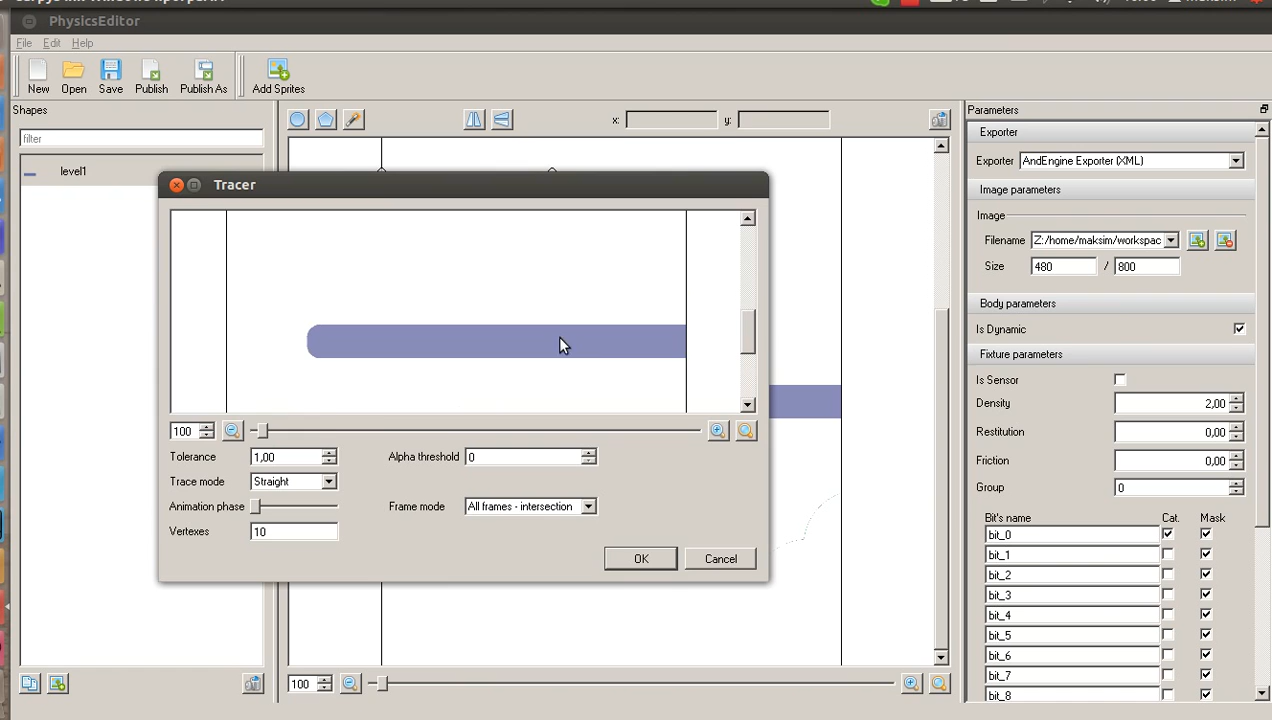 PhysicsEditor
File Edit Help
New Open Save Publish Publish As Add Sprites
Shapes
filter
level1
x: y:
Tracer
100
Tolerance 1,00 Alpha threshold 0
Trace mode Straight
Animation phase Frame mode All frames - intersection
Vertexes 10
OK Cancel
100
Parameters
Exporter
Exporter AndEngine Exporter (XML)
Image parameters
Image
Filename Z:/home/maksim/workspac
Size 480 / 800
Body parameters
Is Dynamic
Fixture parameters
Is Sensor
Density 2,00
Restitution 0,00
Friction 0,00
Group 0
Bit's name Cat. Mask
bit_0
bit_1
bit_2
bit_3
bit_4
bit_5
bit_6
bit_7
bit_8